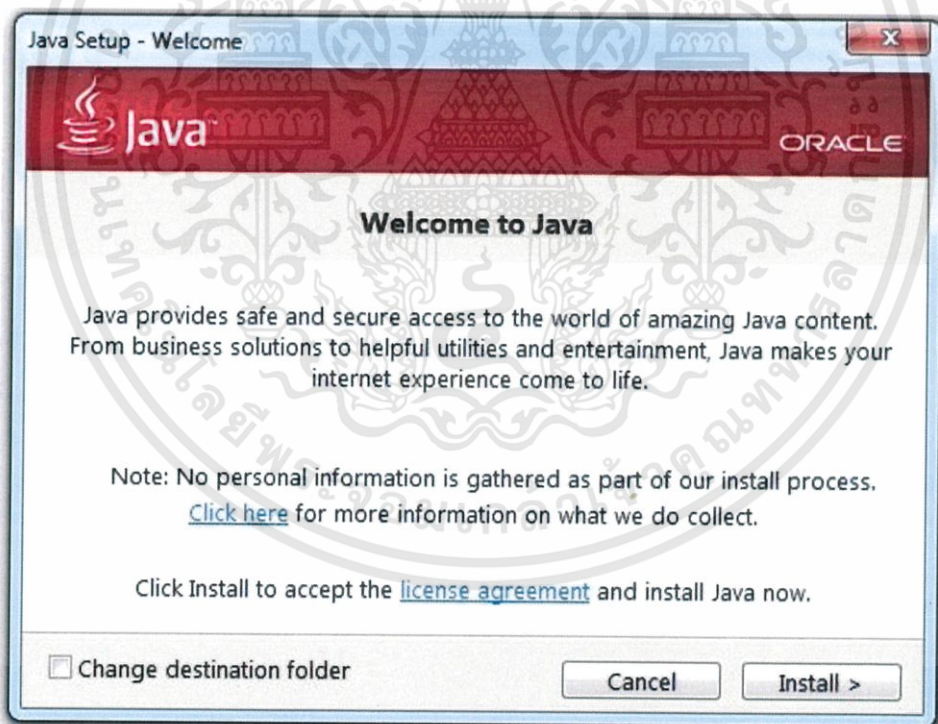 Java Setup - Welcome
Java
ORACLE
Welcome to Java
Java provides safe and secure access to the world of amazing Java content.
From business solutions to helpful utilities and entertainment, Java makes your
internet experience come to life.
Note: No personal information is gathered as part of our install process.
Click here for more information on what we do collect.
Click Install to accept the license agreement and install Java now.
Change destination folder
Cancel
Install >